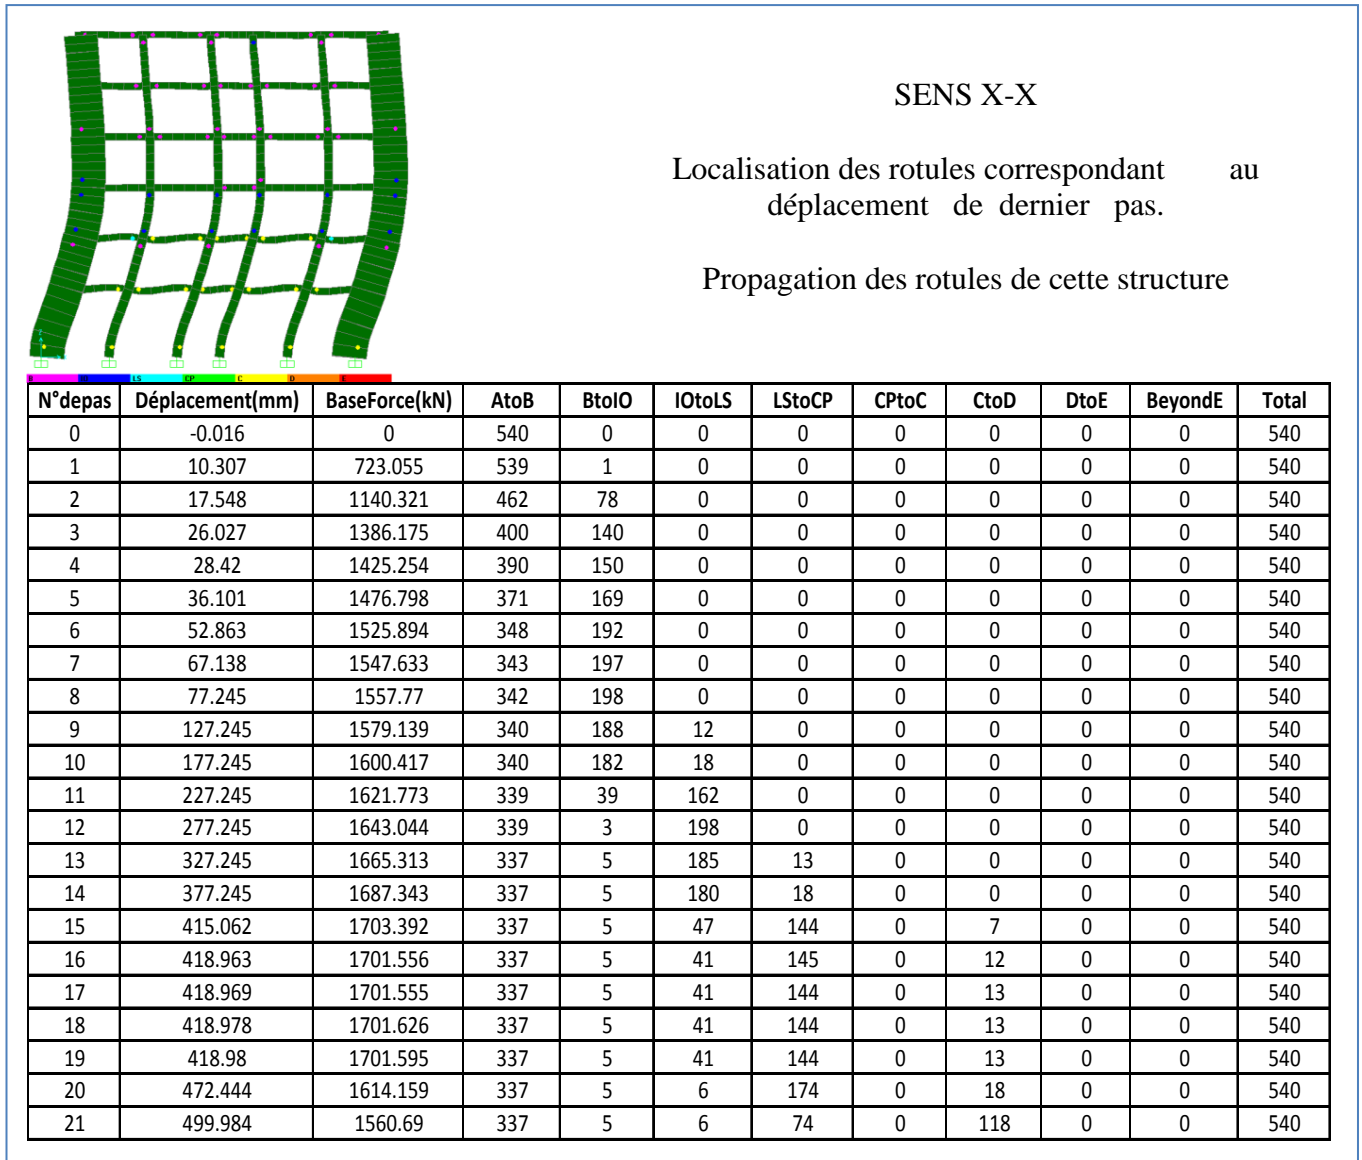 SENS X-X
Localisation des rotules correspondant au
déplacement de dernier pas.
Propagation des rotules de cette structure
B IO LS CP C D E
N°depas Déplacement(mm) BaseForce(kN) AtoB BtoIO IOtoLS LStoCP CPtoC CtoD DtoE BeyondE Total
0 -0.016 0 540 0 0 0 0 0 0 0 540
1 10.307 723.055 539 1 0 0 0 0 0 0 540
2 17.548 1140.321 462 78 0 0 0 0 0 0 540
3 26.027 1386.175 400 140 0 0 0 0 0 0 540
4 28.42 1425.254 390 150 0 0 0 0 0 0 540
5 36.101 1476.798 371 169 0 0 0 0 0 0 540
6 52.863 1525.894 348 192 0 0 0 0 0 0 540
7 67.138 1547.633 343 197 0 0 0 0 0 0 540
8 77.245 1557.77 342 198 0 0 0 0 0 0 540
9 127.245 1579.139 340 188 12 0 0 0 0 0 540
10 177.245 1600.417 340 182 18 0 0 0 0 0 540
11 227.245 1621.773 339 39 162 0 0 0 0 0 540
12 277.245 1643.044 339 3 198 0 0 0 0 0 540
13 327.245 1665.313 337 5 185 13 0 0 0 0 540
14 377.245 1687.343 337 5 180 18 0 0 0 0 540
15 415.062 1703.392 337 5 47 144 0 7 0 0 540
16 418.963 1701.556 337 5 41 145 0 12 0 0 540
17 418.969 1701.555 337 5 41 144 0 13 0 0 540
18 418.978 1701.626 337 5 41 144 0 13 0 0 540
19 418.98 1701.595 337 5 41 144 0 13 0 0 540
20 472.444 1614.159 337 5 6 174 0 18 0 0 540
21 499.984 1560.69 337 5 6 74 0 118 0 0 540